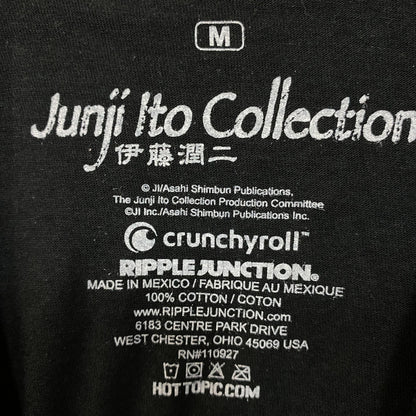 M
Junji Ito Collection
伊藤潤二
© JI/Asahi Shimbun Publications,
The Junji Ito Collection Production Committee
©JI Inc./Asahi Shimbun Publications Inc.
crunchyroll™
RIPPLE JUNCTION®
MADE IN MEXICO / FABRIQUE AU MEXIQUE
100% COTTON / COTON
www.RIPPLEJUNCTION.com
6183 CENTRE PARK DRIVE
WEST CHESTER, OHIO 45069 USA
RN#110927
HOTTOPIC.COM